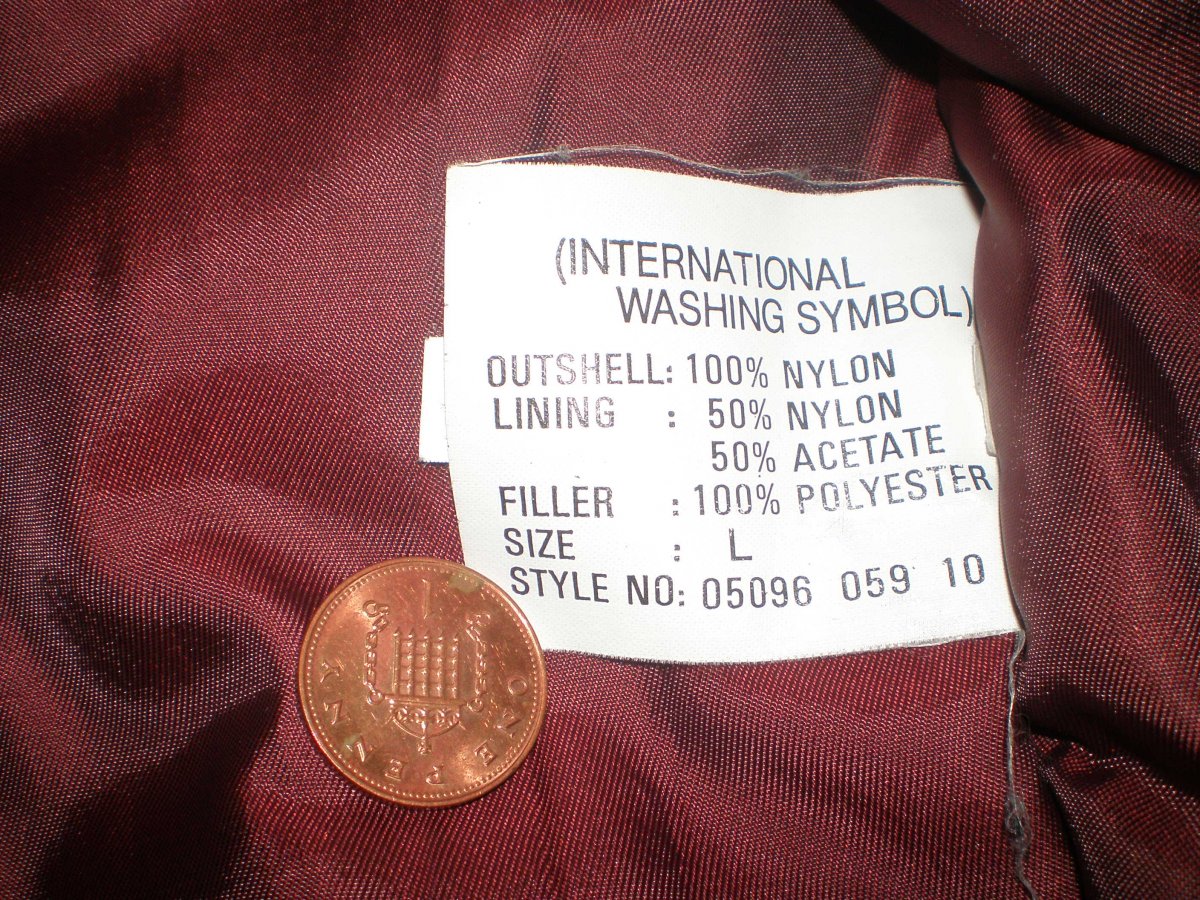 (INTERNATIONAL
WASHING SYMBOL)
OUTSHELL: 100% NYLON
LINING : 50% NYLON
50% ACETATE
FILLER : 100% POLYESTER
SIZE : L
STYLE NO: 05096 059 10
1
ONE PENNY